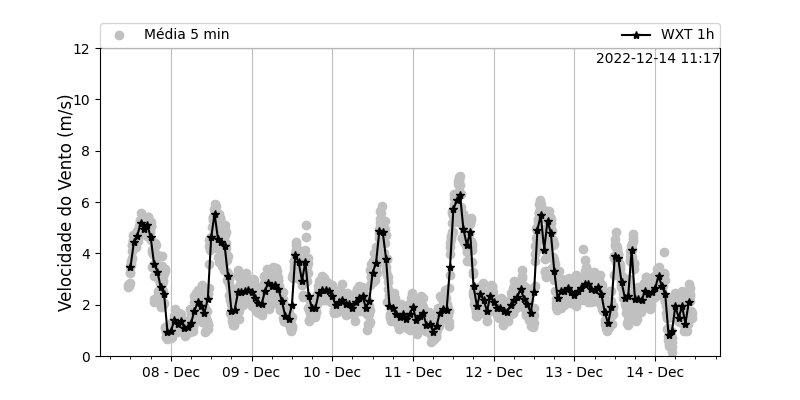 Média 5 min
WXT 1h
2022-12-14 11:17
Velocidade do Vento (m/s)
12
10
8
6
4
2
0
08 - Dec
09 - Dec
10 - Dec
11 - Dec
12 - Dec
13 - Dec
14 - Dec